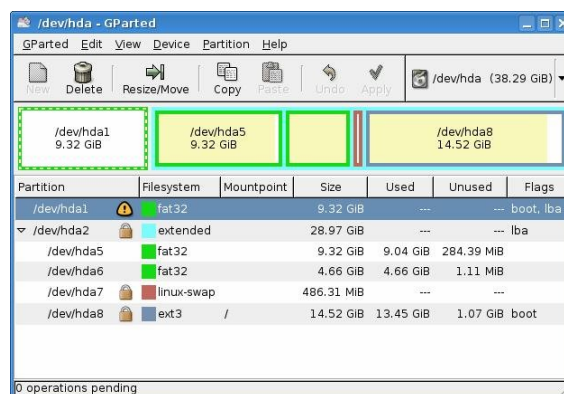 /dev/hda - GParted
GParted Edit View Device Partition Help
New Delete Resize/Move Copy Paste Undo Apply /dev/hda (38.29 GiB)
/dev/hda1 /dev/hda5 /dev/hda8
9.32 GiB 9.32 GiB 14.52 GiB
Partition Filesystem Mountpoint Size Used Unused Flags
/dev/hda1 fat32 9.32 GiB --- --- boot, lba
/dev/hda2 extended 28.97 GiB --- --- lba
/dev/hda5 fat32 9.32 GiB 9.04 GiB 284.39 MiB
/dev/hda6 fat32 4.66 GiB 4.66 GiB 1.11 MiB
/dev/hda7 linux-swap 486.31 MiB --- ---
/dev/hda8 ext3 / 14.52 GiB 13.45 GiB 1.07 GiB boot
0 operations pending